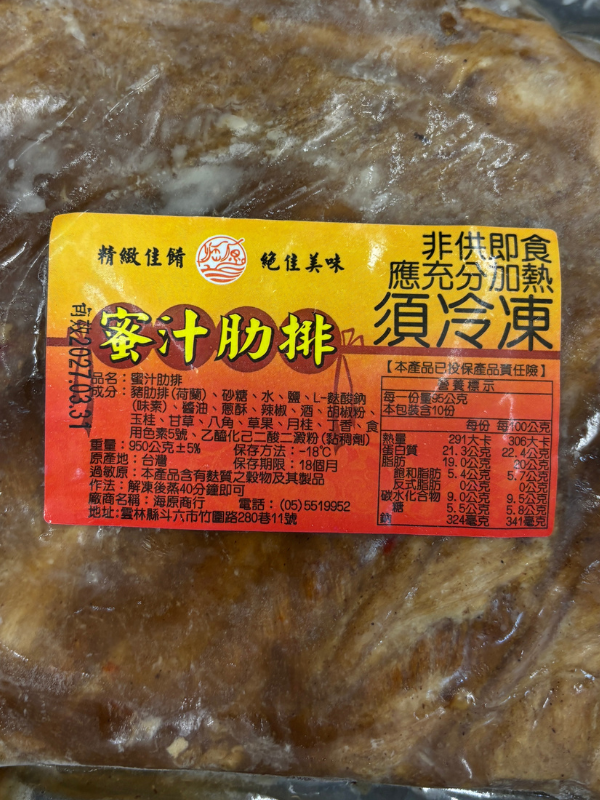 精緻佳餚
海原
絕佳美味
非供即食
應充分加熱
須冷凍
蜜汁肋排
2027.03.31
【本產品已投保產品責任險】
品名：蜜汁肋排
成分：豬肋排(荷蘭)、砂糖、水、鹽、L-麩酸鈉
(味素)、醬油、蔥酥、辣椒、酒、胡椒粉、
玉桂、甘草、八角、草果、月桂、丁香、食
用色素5號、乙醯化己二酸二澱粉(黏稠劑)
重量：950公克±5% 保存方法：-18℃
原產地：台灣 保存期限：18個月
過敏原：本產品含有麩質之穀物及其製品
作法：解凍後蒸40分鐘即可
廠商名稱：海原商行 電話：(05)5519952
地址:雲林縣斗六市竹圍路280巷11號
營養標示
每一份量95公克
本包裝含10份
每份 每100公克
熱量 291大卡 306大卡
蛋白質 21.3公克 22.4公克
脂肪 19.0公克 20公克
飽和脂肪 5.4公克 5.7公克
反式脂肪 0公克 0公克
碳水化合物 9.0公克 9.5公克
糖 5.5公克 5.8公克
鈉 324毫克 341毫克